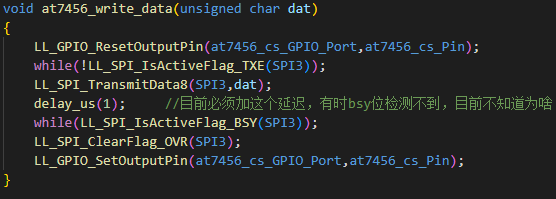 void at7456_write_data(unsigned char dat)
{
LL_GPIO_ResetOutputPin(at7456_cs_GPIO_Port,at7456_cs_Pin);
while(!LL_SPI_IsActiveFlag_TXE(SPI3));
LL_SPI_TransmitData8(SPI3,dat);
delay_us(1); //目前必须加这个延迟，有时bsy位检测不到，目前不知道为啥
while(LL_SPI_IsActiveFlag_BSY(SPI3));
LL_SPI_ClearFlag_OVR(SPI3);
LL_GPIO_SetOutputPin(at7456_cs_GPIO_Port,at7456_cs_Pin);
}